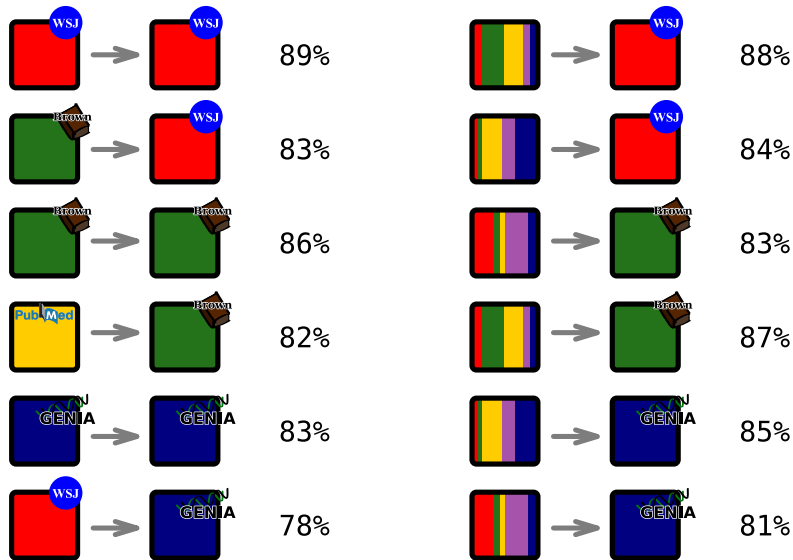 WSJ WSJ 89% WSJ 88%
Brown WSJ 83% WSJ 84%
Brown Brown 86% Brown 83%
PubMed Brown 82% Brown 87%
GENIA GENIA 83% GENIA 85%
WSJ GENIA 78% GENIA 81%